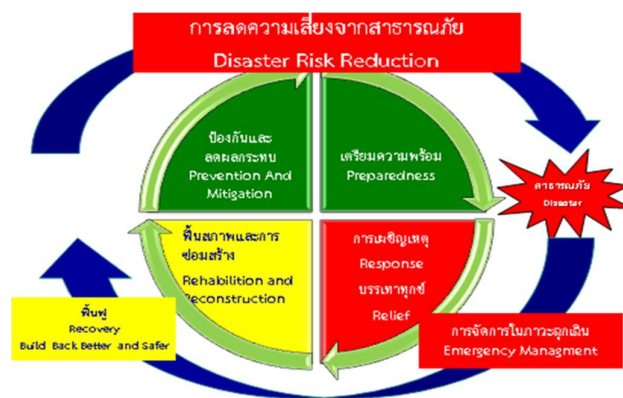 การลดความเสี่ยงจากสาธารณภัย
Disaster Risk Reduction
ป้องกันและ
ลดผลกระทบ
Prevention And
Mitigation
เตรียมความพร้อม
Preparedness
สาธารณภัย
Disaster
ฟื้นสภาพและการ
ซ่อมสร้าง
Rehabilition and
Reconstruction
การเผชิญเหตุ
Response
บรรเทาทุกข์
Relief
ฟื้นฟู
Recovery
Build Back Better and Safer
การจัดการในภาวะฉุกเฉิน
Emergency Managment